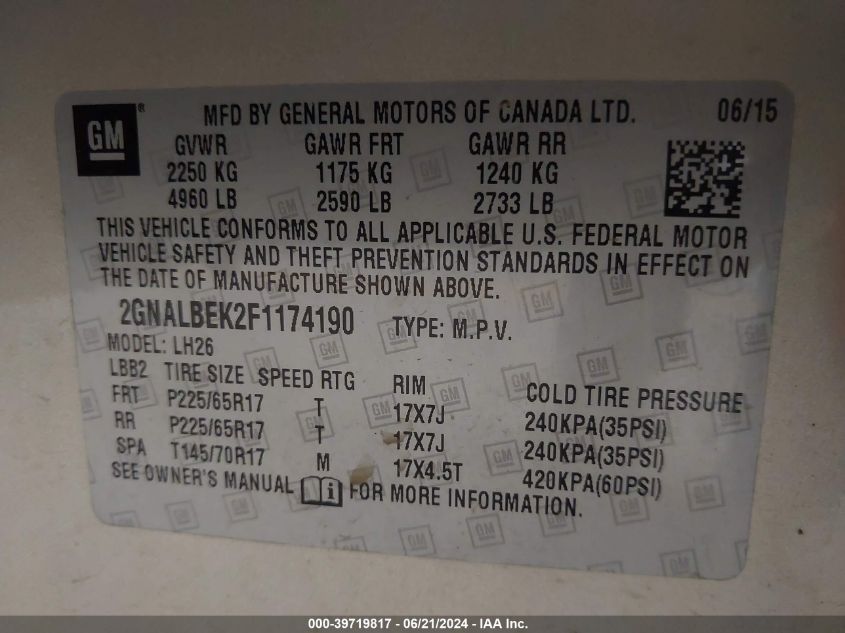 GM ® MFD BY GENERAL MOTORS OF CANADA LTD. 06/15
GVWR GAWR FRT GAWR RR
2250 KG 1175 KG 1240 KG
4960 LB 2590 LB 2733 LB
THIS VEHICLE CONFORMS TO ALL APPLICABLE U.S. FEDERAL MOTOR
VEHICLE SAFETY AND THEFT PREVENTION STANDARDS IN EFFECT ON
THE DATE OF MANUFACTURE SHOWN ABOVE.
2GNALBEK2F1174190 TYPE: M.P.V.
MODEL: LH26
LBB2 TIRE SIZE SPEED RTG RIM COLD TIRE PRESSURE
FRT P225/65R17 T 17X7J 240KPA(35PSI)
RR P225/65R17 T 17X7J 240KPA(35PSI)
SPA T145/70R17 M 17X4.5T 420KPA(60PSI)
SEE OWNER'S MANUAL i FOR MORE INFORMATION.
000-39719817 - 06/21/2024 - IAA Inc.